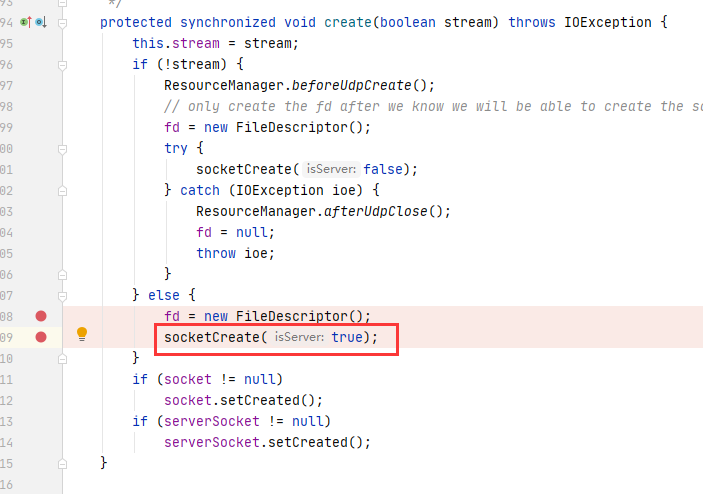 93 */
94 protected synchronized void create(boolean stream) throws IOException {
95 this.stream = stream;
96 if (!stream) {
97 ResourceManager.beforeUdpCreate();
98 // only create the fd after we know we will be able to create the so
99 fd = new FileDescriptor();
00 try {
01 socketCreate( isServer: false);
02 } catch (IOException ioe) {
03 ResourceManager.afterUdpClose();
04 fd = null;
05 throw ioe;
06 }
07 } else {
08 fd = new FileDescriptor();
09 socketCreate( isServer: true);
10 }
11 if (socket != null)
12 socket.setCreated();
13 if (serverSocket != null)
14 serverSocket.setCreated();
15 }
16